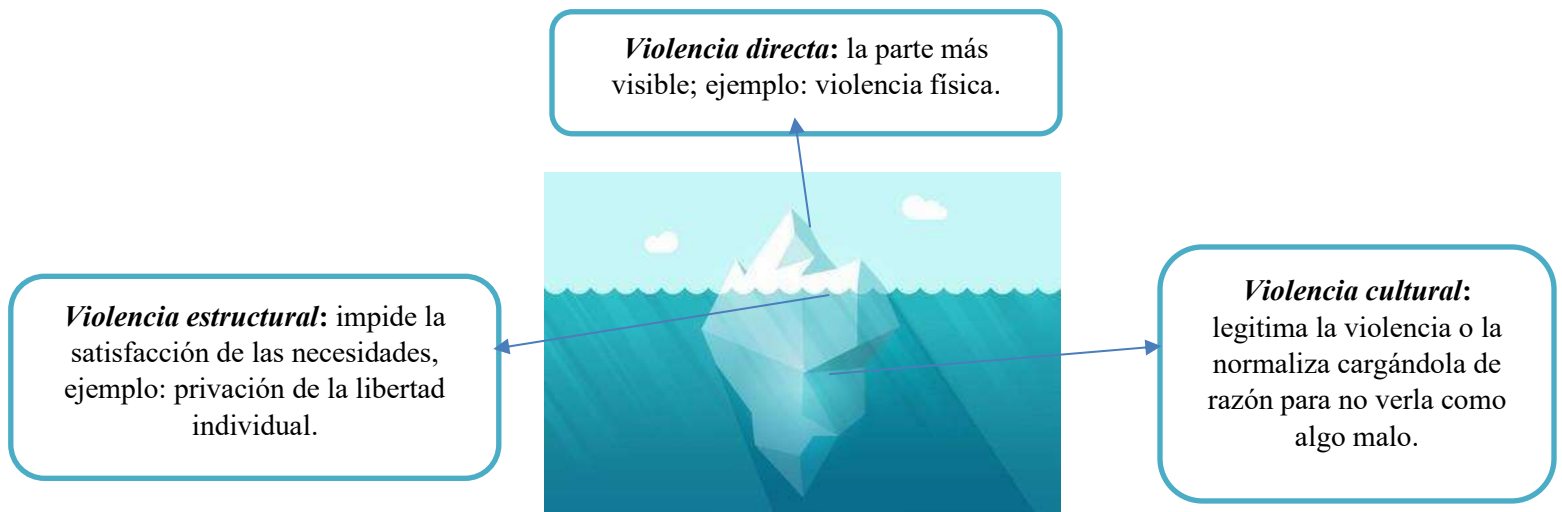 Violencia directa: la parte más
visible; ejemplo: violencia física.
Violencia estructural: impide la
satisfacción de las necesidades,
ejemplo: privación de la libertad
individual.
Violencia cultural:
legitima la violencia o la
normaliza cargándola de
razón para no verla como
algo malo.